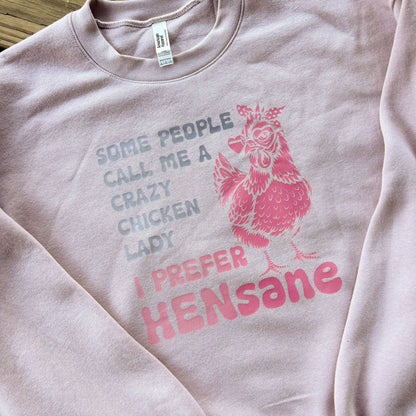 SOME PEOPLE
CALL ME A
CRAZY
CHICKEN
LADY
I PREFER
HENsane